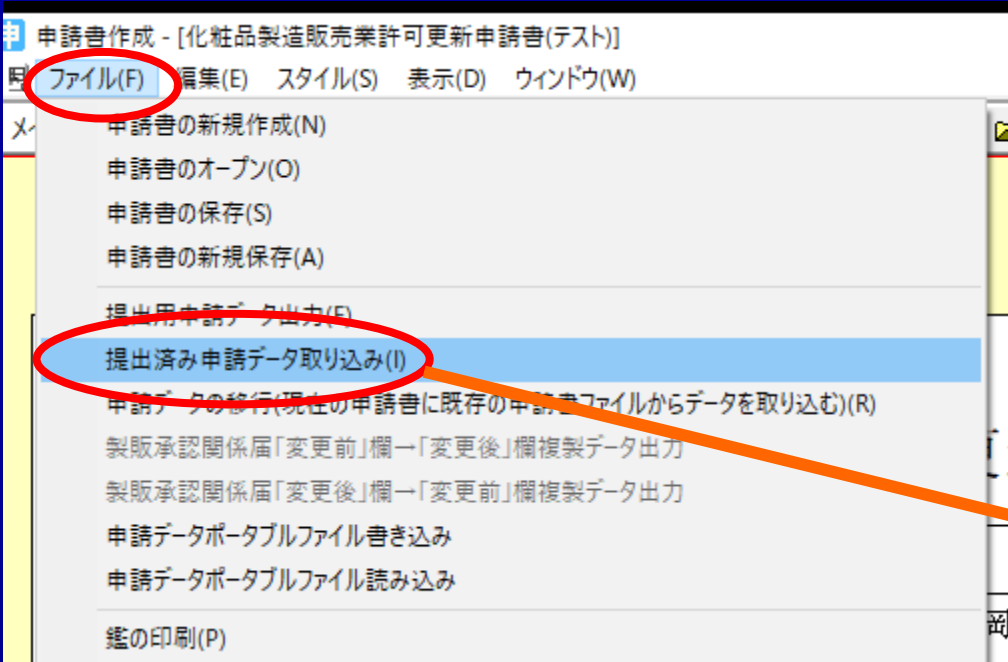 申 申請書作成 - [化粧品製造販売業許可更新申請書(テスト)]
ファイル(F) 編集(E) スタイル(S) 表示(D) ウィンドウ(W)
メ
申請書の新規作成(N)
申請書のオープン(O)
申請書の保存(S)
申請書の新規保存(A)
提出用申請データ出力(E)
提出済み申請データ取り込み(I)
申請データの移行(現在の申請書に既存の申請書ファイルからデータを取り込む)(R)
製販承認関係届「変更前」欄→「変更後」欄複製データ出力
製販承認関係届「変更後」欄→「変更前」欄複製データ出力
申請データポータブルファイル書き込み
申請データポータブルファイル読み込み
鑑の印刷(P)